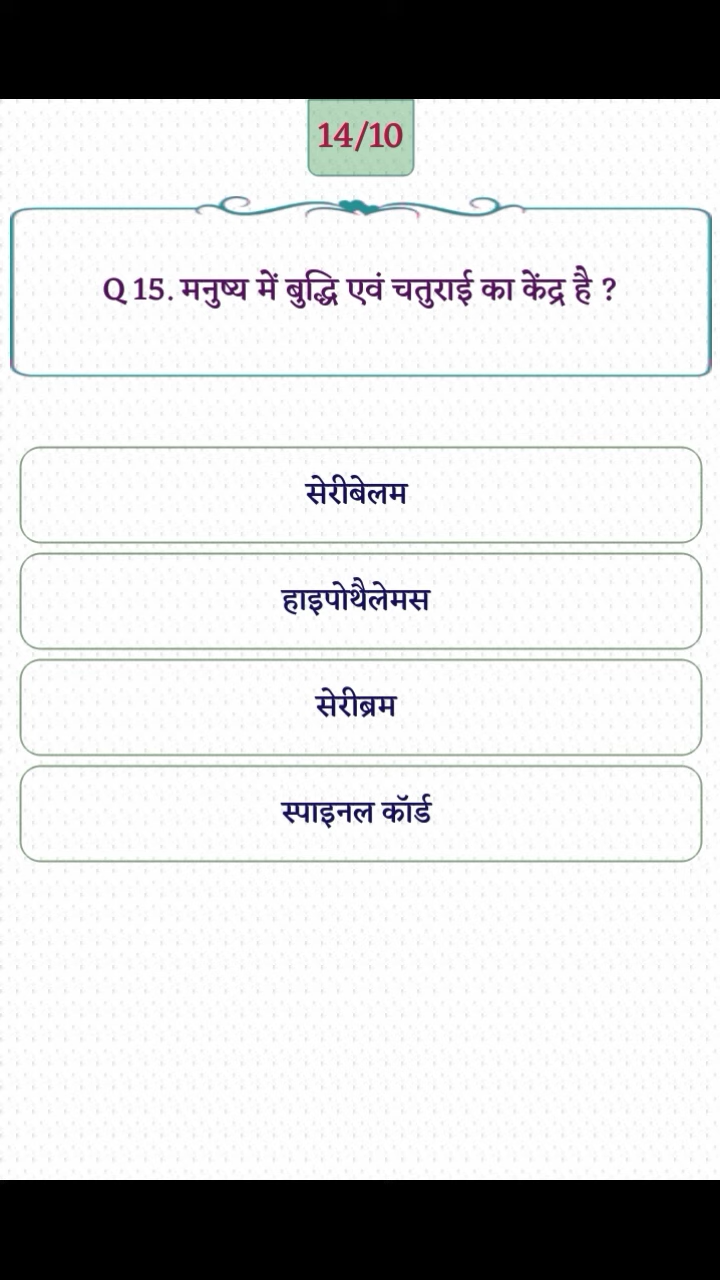 14/10
Q 15. मनुष्य में बुद्धि एवं चतुराई का केंद्र है ?
सेरीबेलम
हाइपोथैलेमस
सेरीब्रम
स्पाइनल कॉर्ड